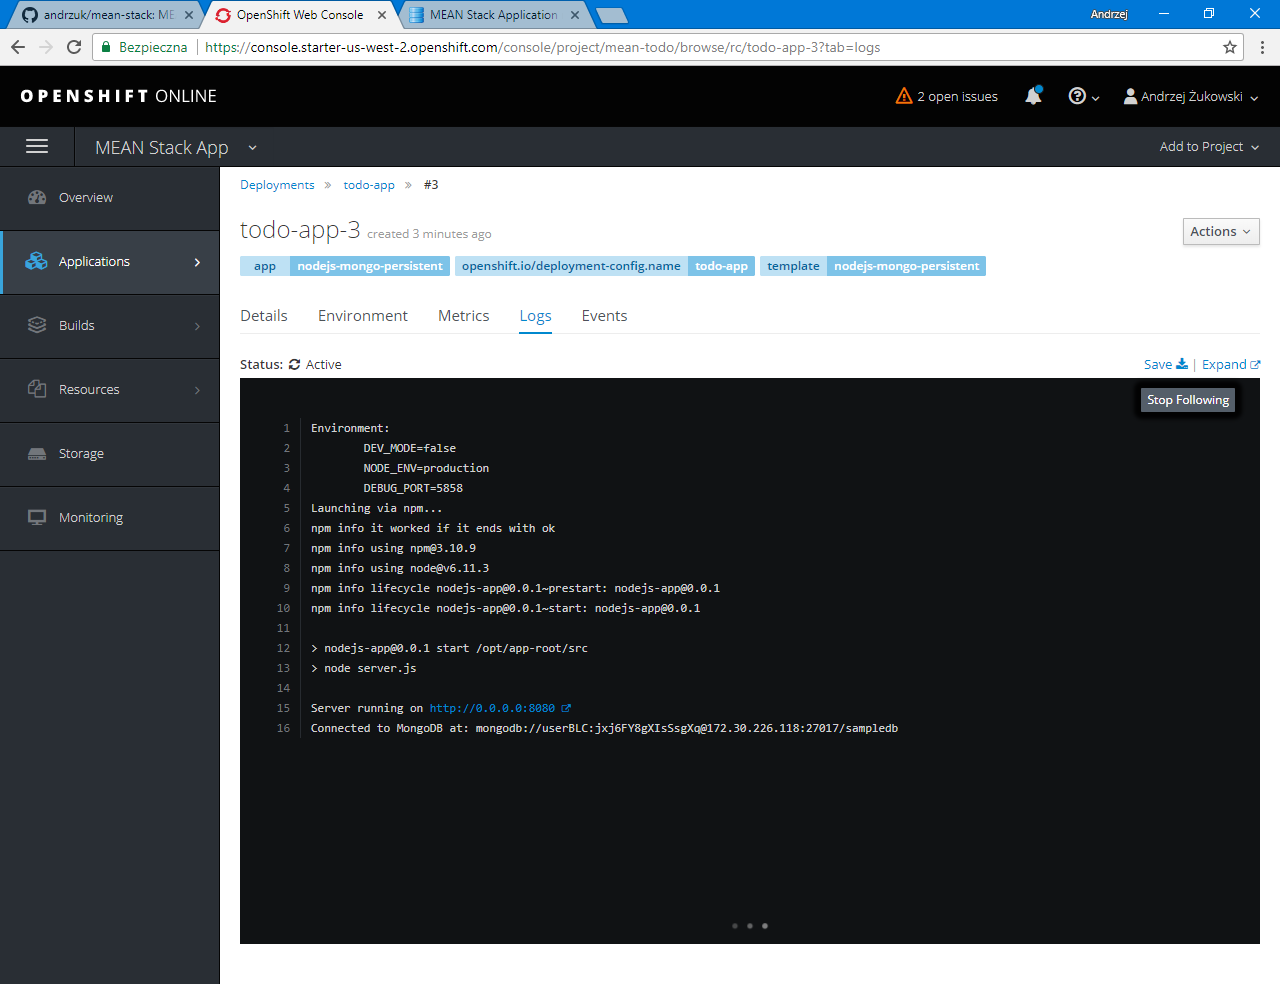 andrzuk/mean-stack: ME
OpenShift Web Console
MEAN Stack Application
Andrzej
Bezpieczna
https://console.starter-us-west-2.openshift.com/console/project/mean-todo/browse/rc/todo-app-3?tab=logs
OPENSHIFT ONLINE
2 open issues
Andrzej Żukowski
MEAN Stack App
Add to Project
Overview
Applications
Builds
Resources
Storage
Monitoring
Deployments » todo-app » #3
todo-app-3 created 3 minutes ago
Actions
app nodejs-mongo-persistent openshift.io/deployment-config.name todo-app template nodejs-mongo-persistent
Details Environment Metrics Logs Events
Status: Active
Save | Expand
Stop Following
1 Environment:
2 DEV_MODE=false
3 NODE_ENV=production
4 DEBUG_PORT=5858
5 Launching via npm...
6 npm info it worked if it ends with ok
7 npm info using npm@3.10.9
8 npm info using node@v6.11.3
9 npm info lifecycle nodejs-app@0.0.1~prestart: nodejs-app@0.0.1
10 npm info lifecycle nodejs-app@0.0.1~start: nodejs-app@0.0.1
11
12 > nodejs-app@0.0.1 start /opt/app-root/src
13 > node server.js
14
15 Server running on http://0.0.0.0:8080
16 Connected to MongoDB at: mongodb://userBLC:jxj6FY8gXIsSsgXq@172.30.226.118:27017/sampledb